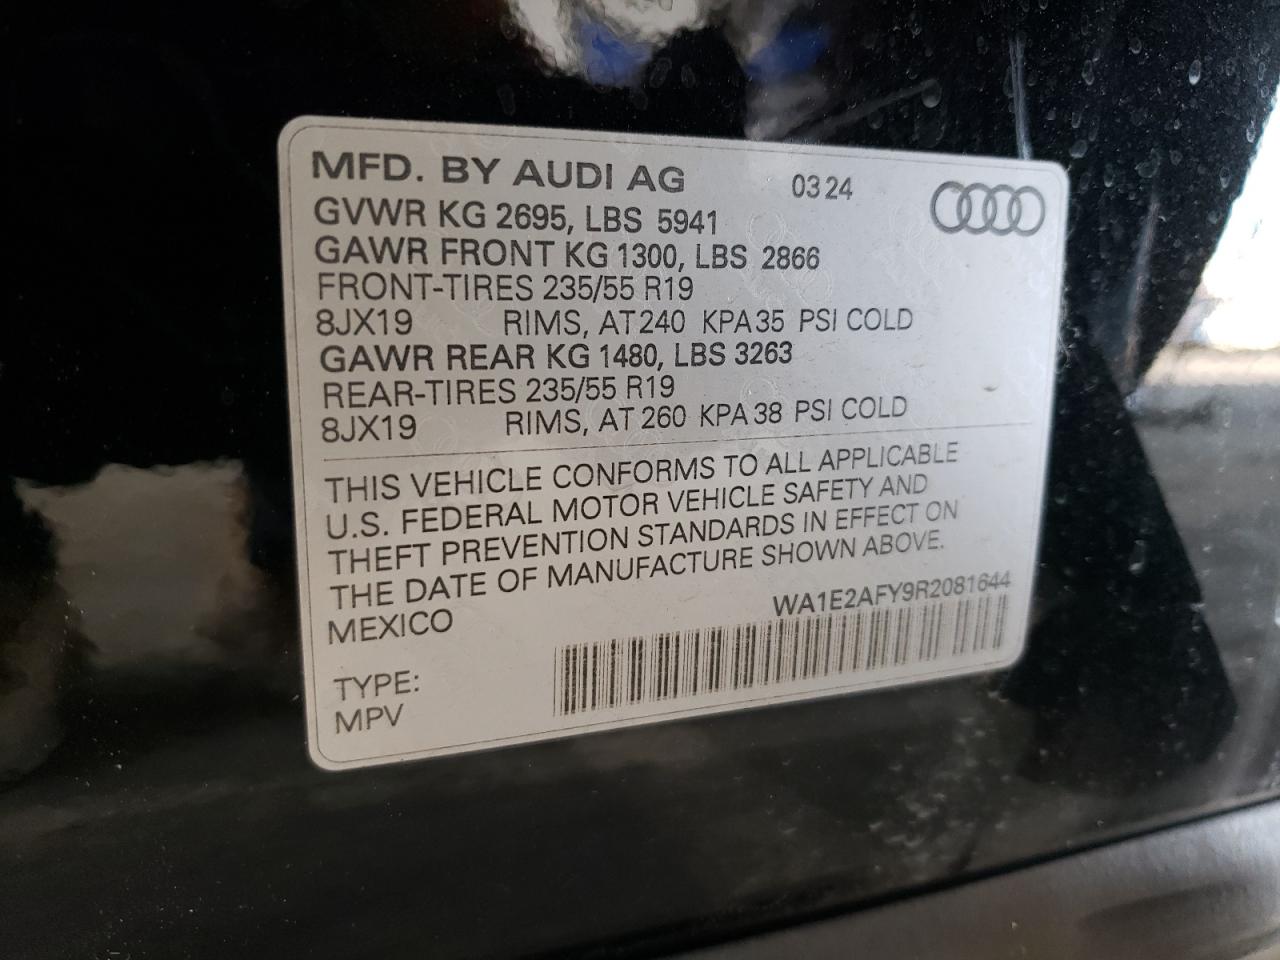 MFD. BY AUDI AG 03 24
GVWR KG 2695, LBS 5941
GAWR FRONT KG 1300, LBS 2866
FRONT-TIRES 235/55 R19
8JX19 RIMS, AT 240 KPA 35 PSI COLD
GAWR REAR KG 1480, LBS 3263
REAR-TIRES 235/55 R19
8JX19 RIMS, AT 260 KPA 38 PSI COLD
THIS VEHICLE CONFORMS TO ALL APPLICABLE
U.S. FEDERAL MOTOR VEHICLE SAFETY AND
THEFT PREVENTION STANDARDS IN EFFECT ON
THE DATE OF MANUFACTURE SHOWN ABOVE.
MEXICO WA1E2AFY9R2081644
TYPE:
MPV